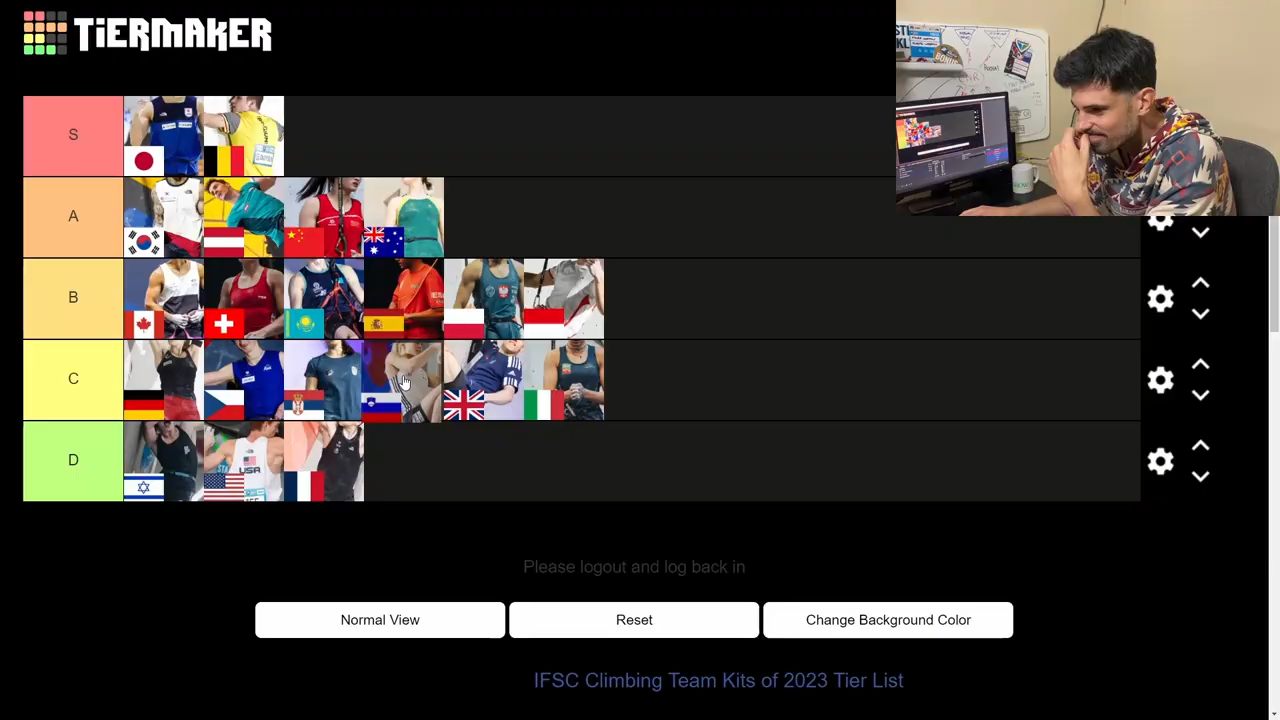 TiERMAKER
S
A
B
C
D
USA
Please logout and log back in
Normal View
Reset
Change Background Color
IFSC Climbing Team Kits of 2023 Tier List